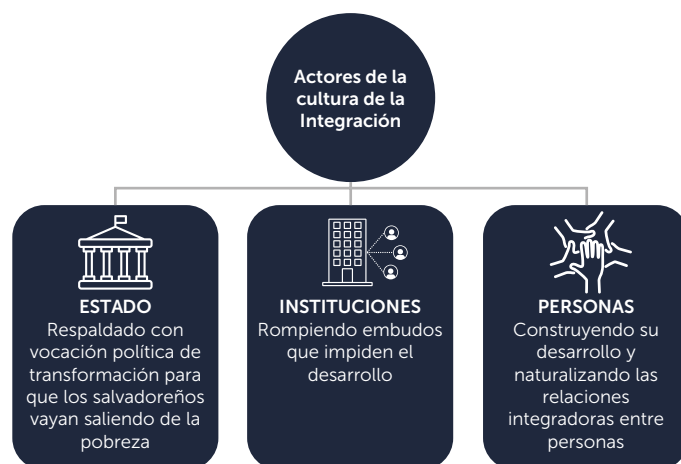 Actores de la
cultura de la
Integración
ESTADO
Respaldado con
vocación política de
transformación para
que los salvadoreños
vayan saliendo de la
pobreza
INSTITUCIONES
Rompiendo embudos
que impiden el
desarrollo
PERSONAS
Construyendo su
desarrollo y
naturalizando las
relaciones
integradoras entre
personas